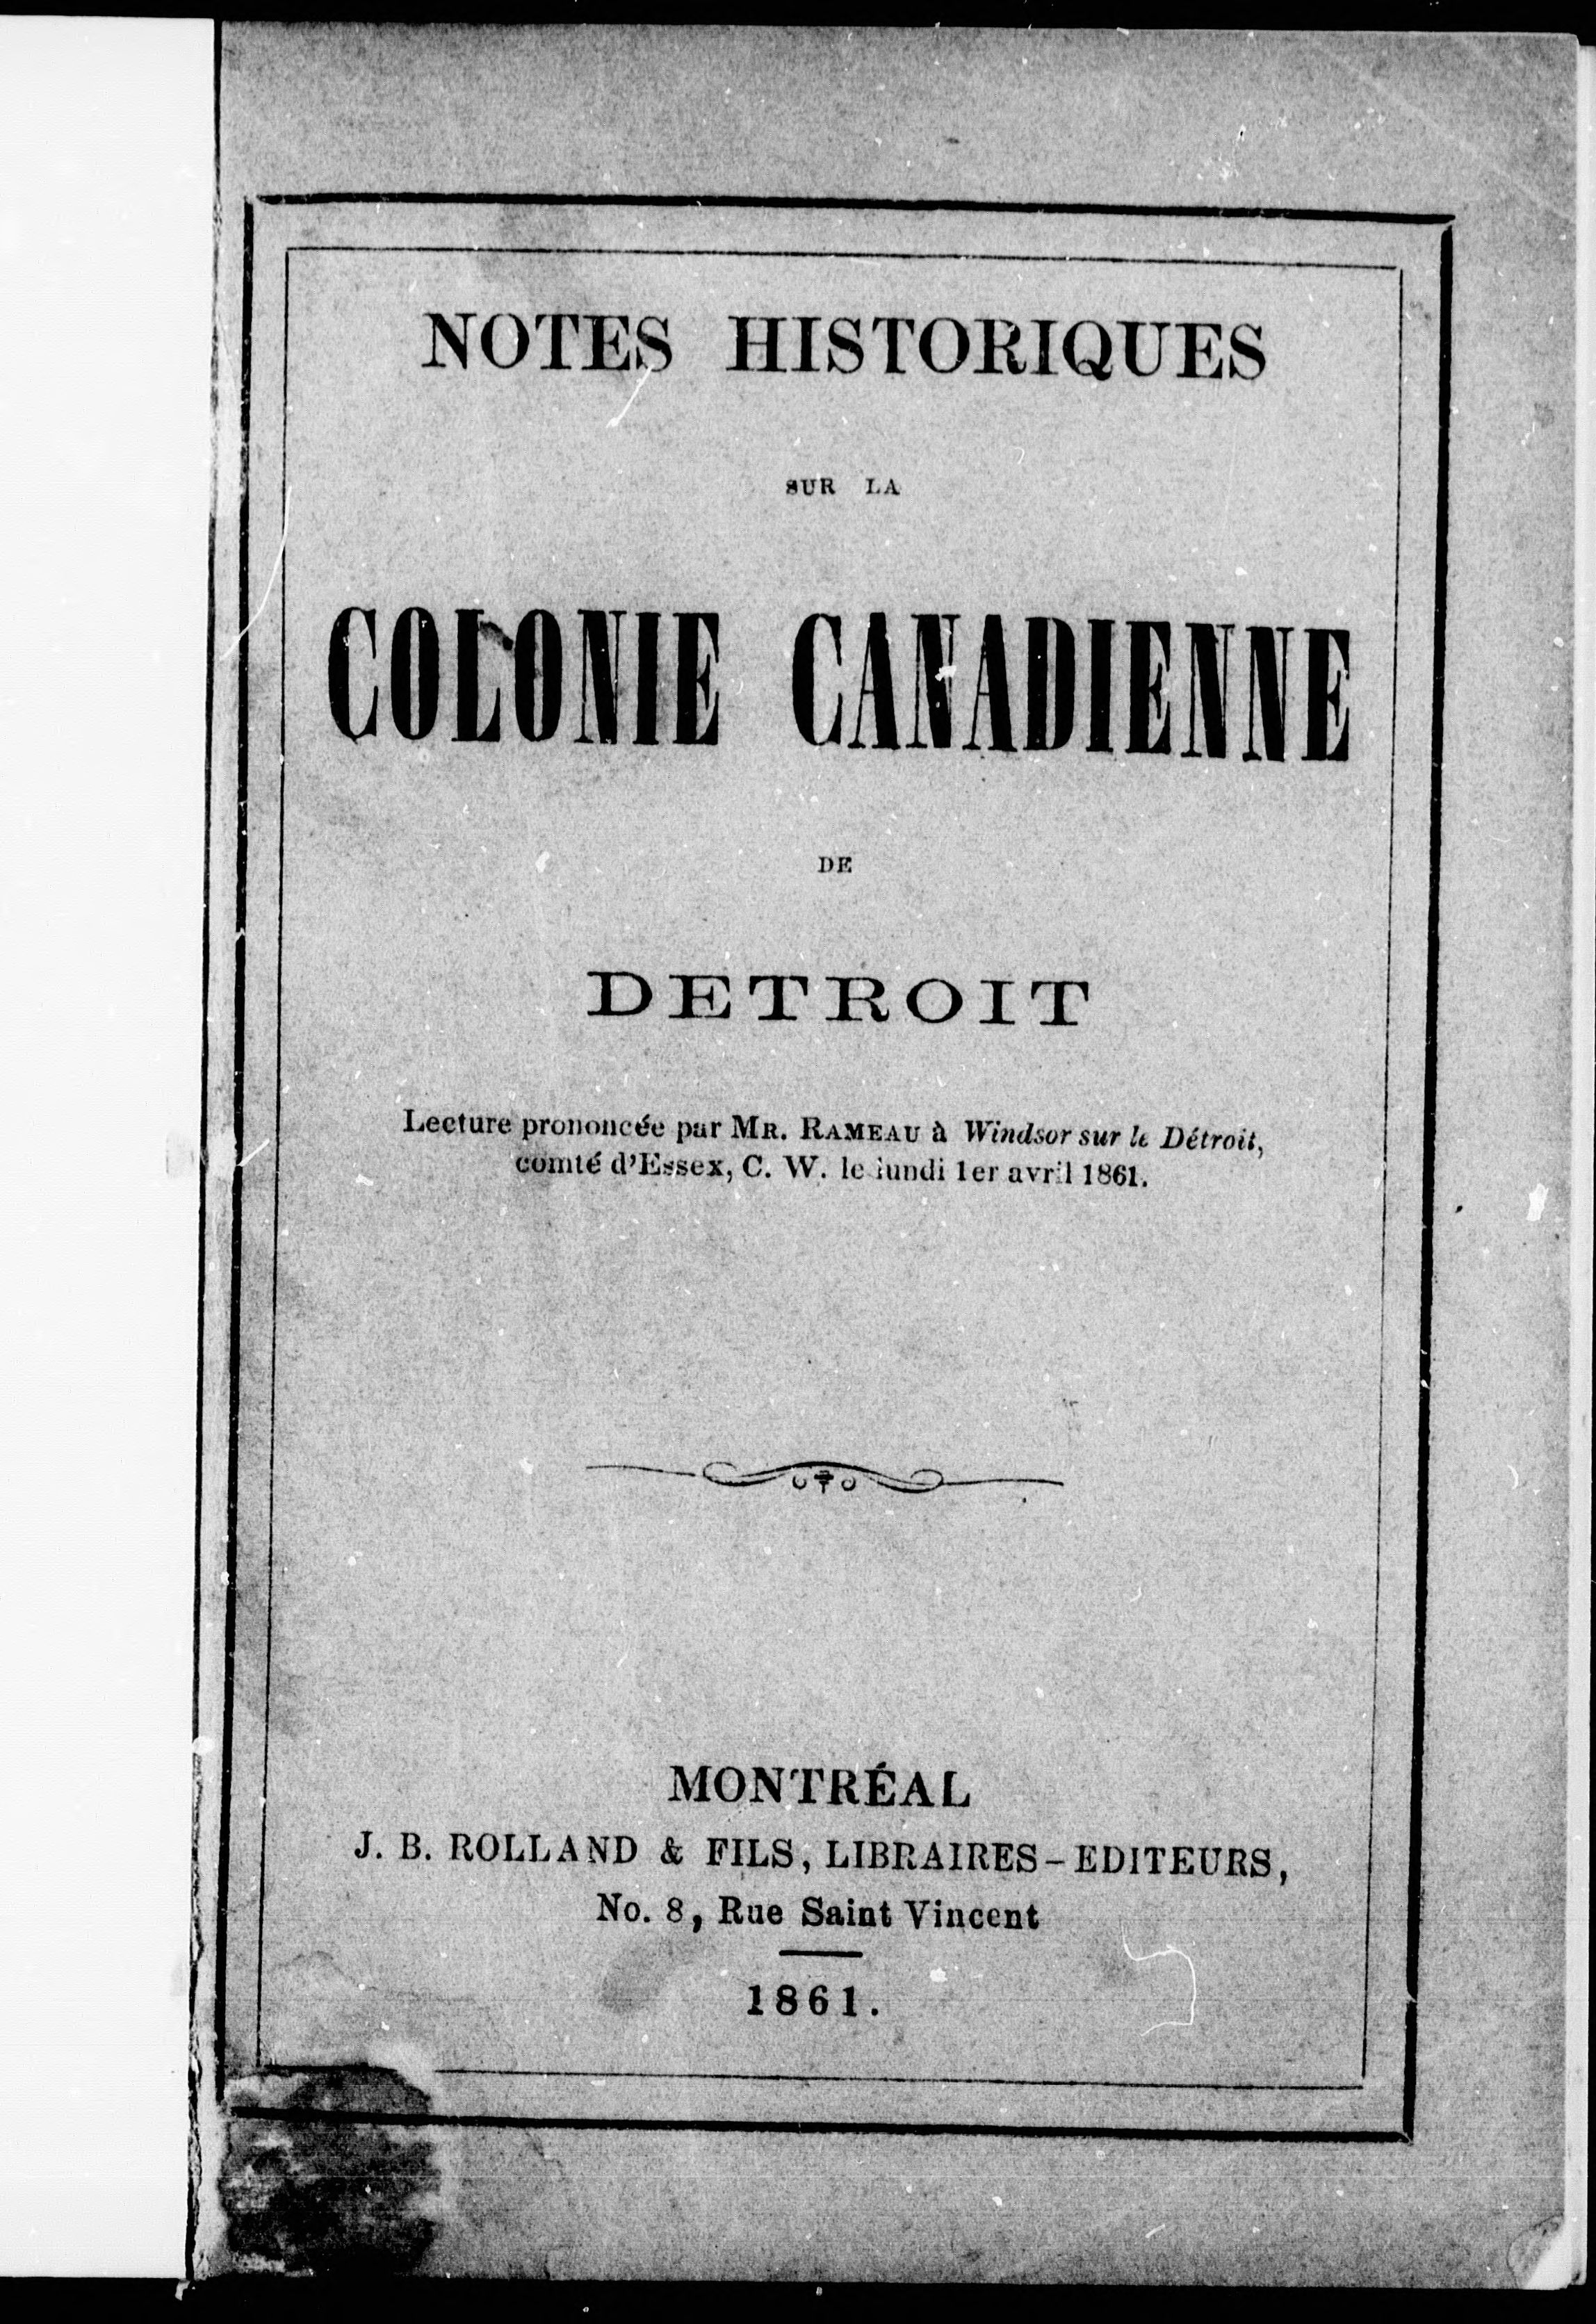 NOTES HISTORIQUES
SUR LA
COLONIE CANADIENNE
DE
DETROIT
Lecture prononcée par MR. RAMEAU à Windsor sur le Détroit,
comté d'Essex, C. W. le lundi 1er avril 1861.
MONTRÉAL
J. B. ROLLAND & FILS, LIBRAIRES-EDITEURS,
No. 8, Rue Saint Vincent
1861.